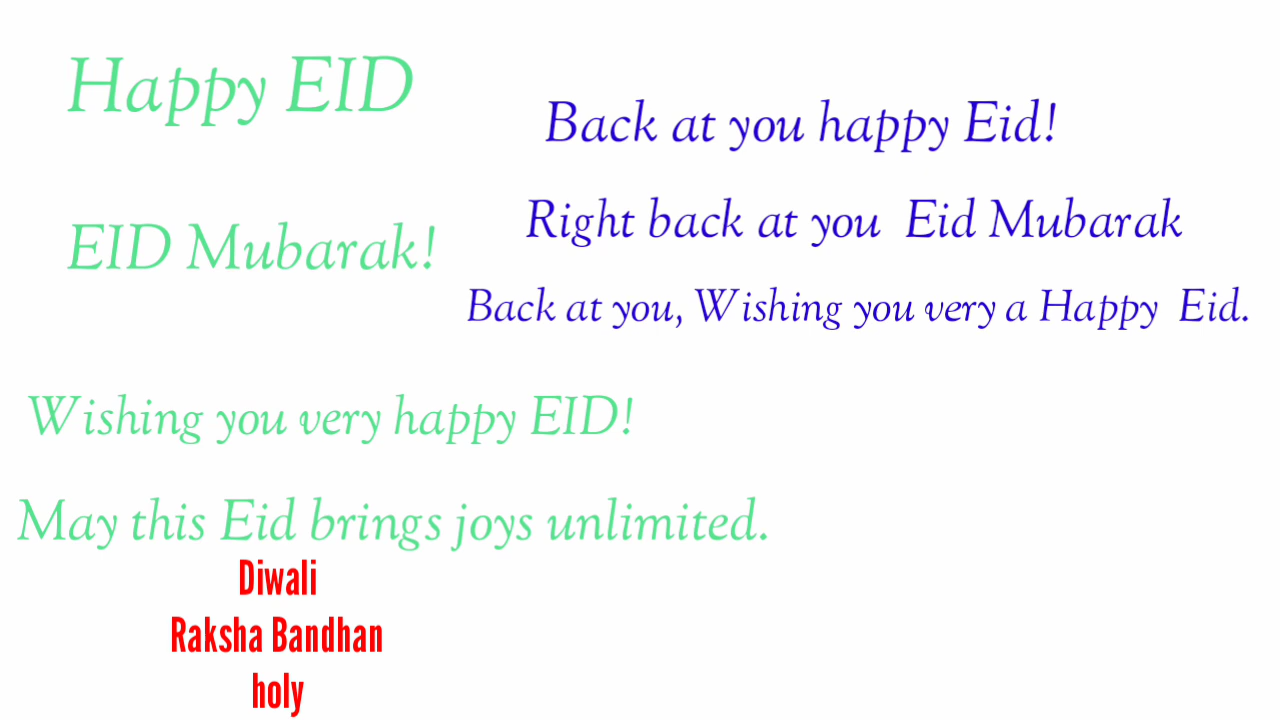 Happy EID
Back at you happy Eid!
Right back at you Eid Mubarak
EID Mubarak!
Back at you, Wishing you very a Happy Eid.
Wishing you very happy EID!
May this Eid brings joys unlimited.
Diwali
Raksha Bandhan
holy